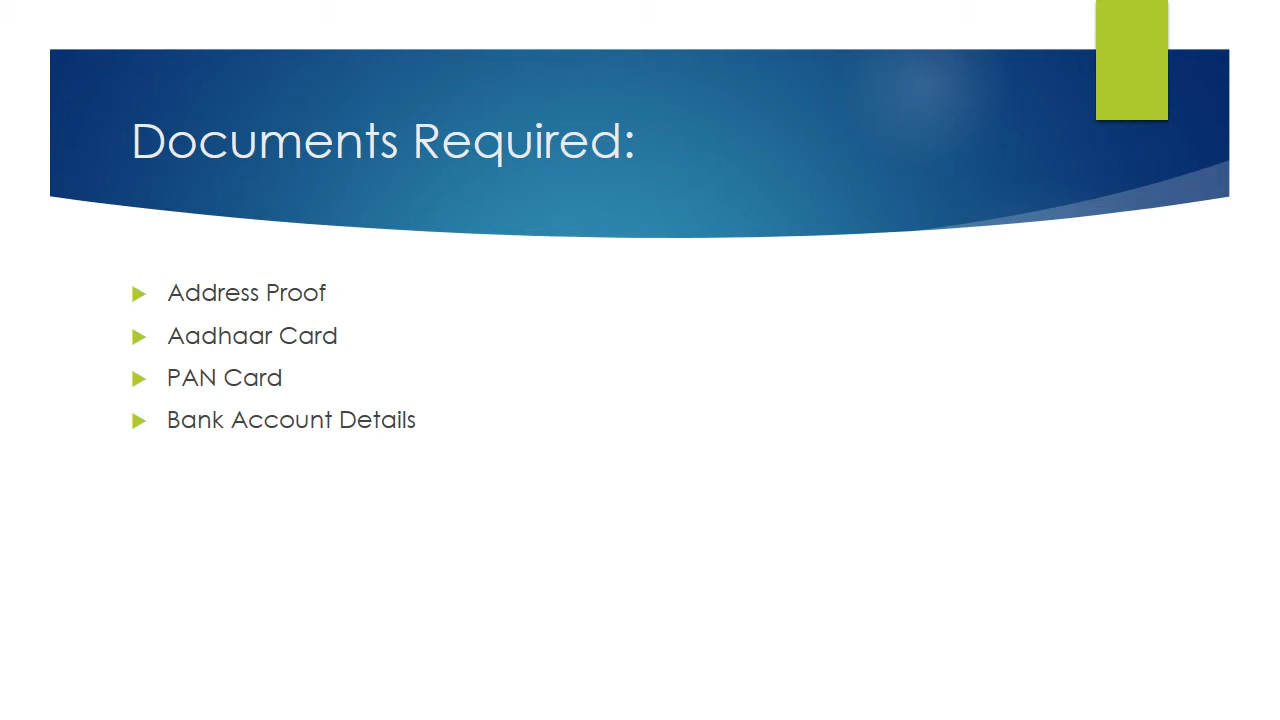 Documents Required:
Address Proof
Aadhaar Card
PAN Card
Bank Account Details